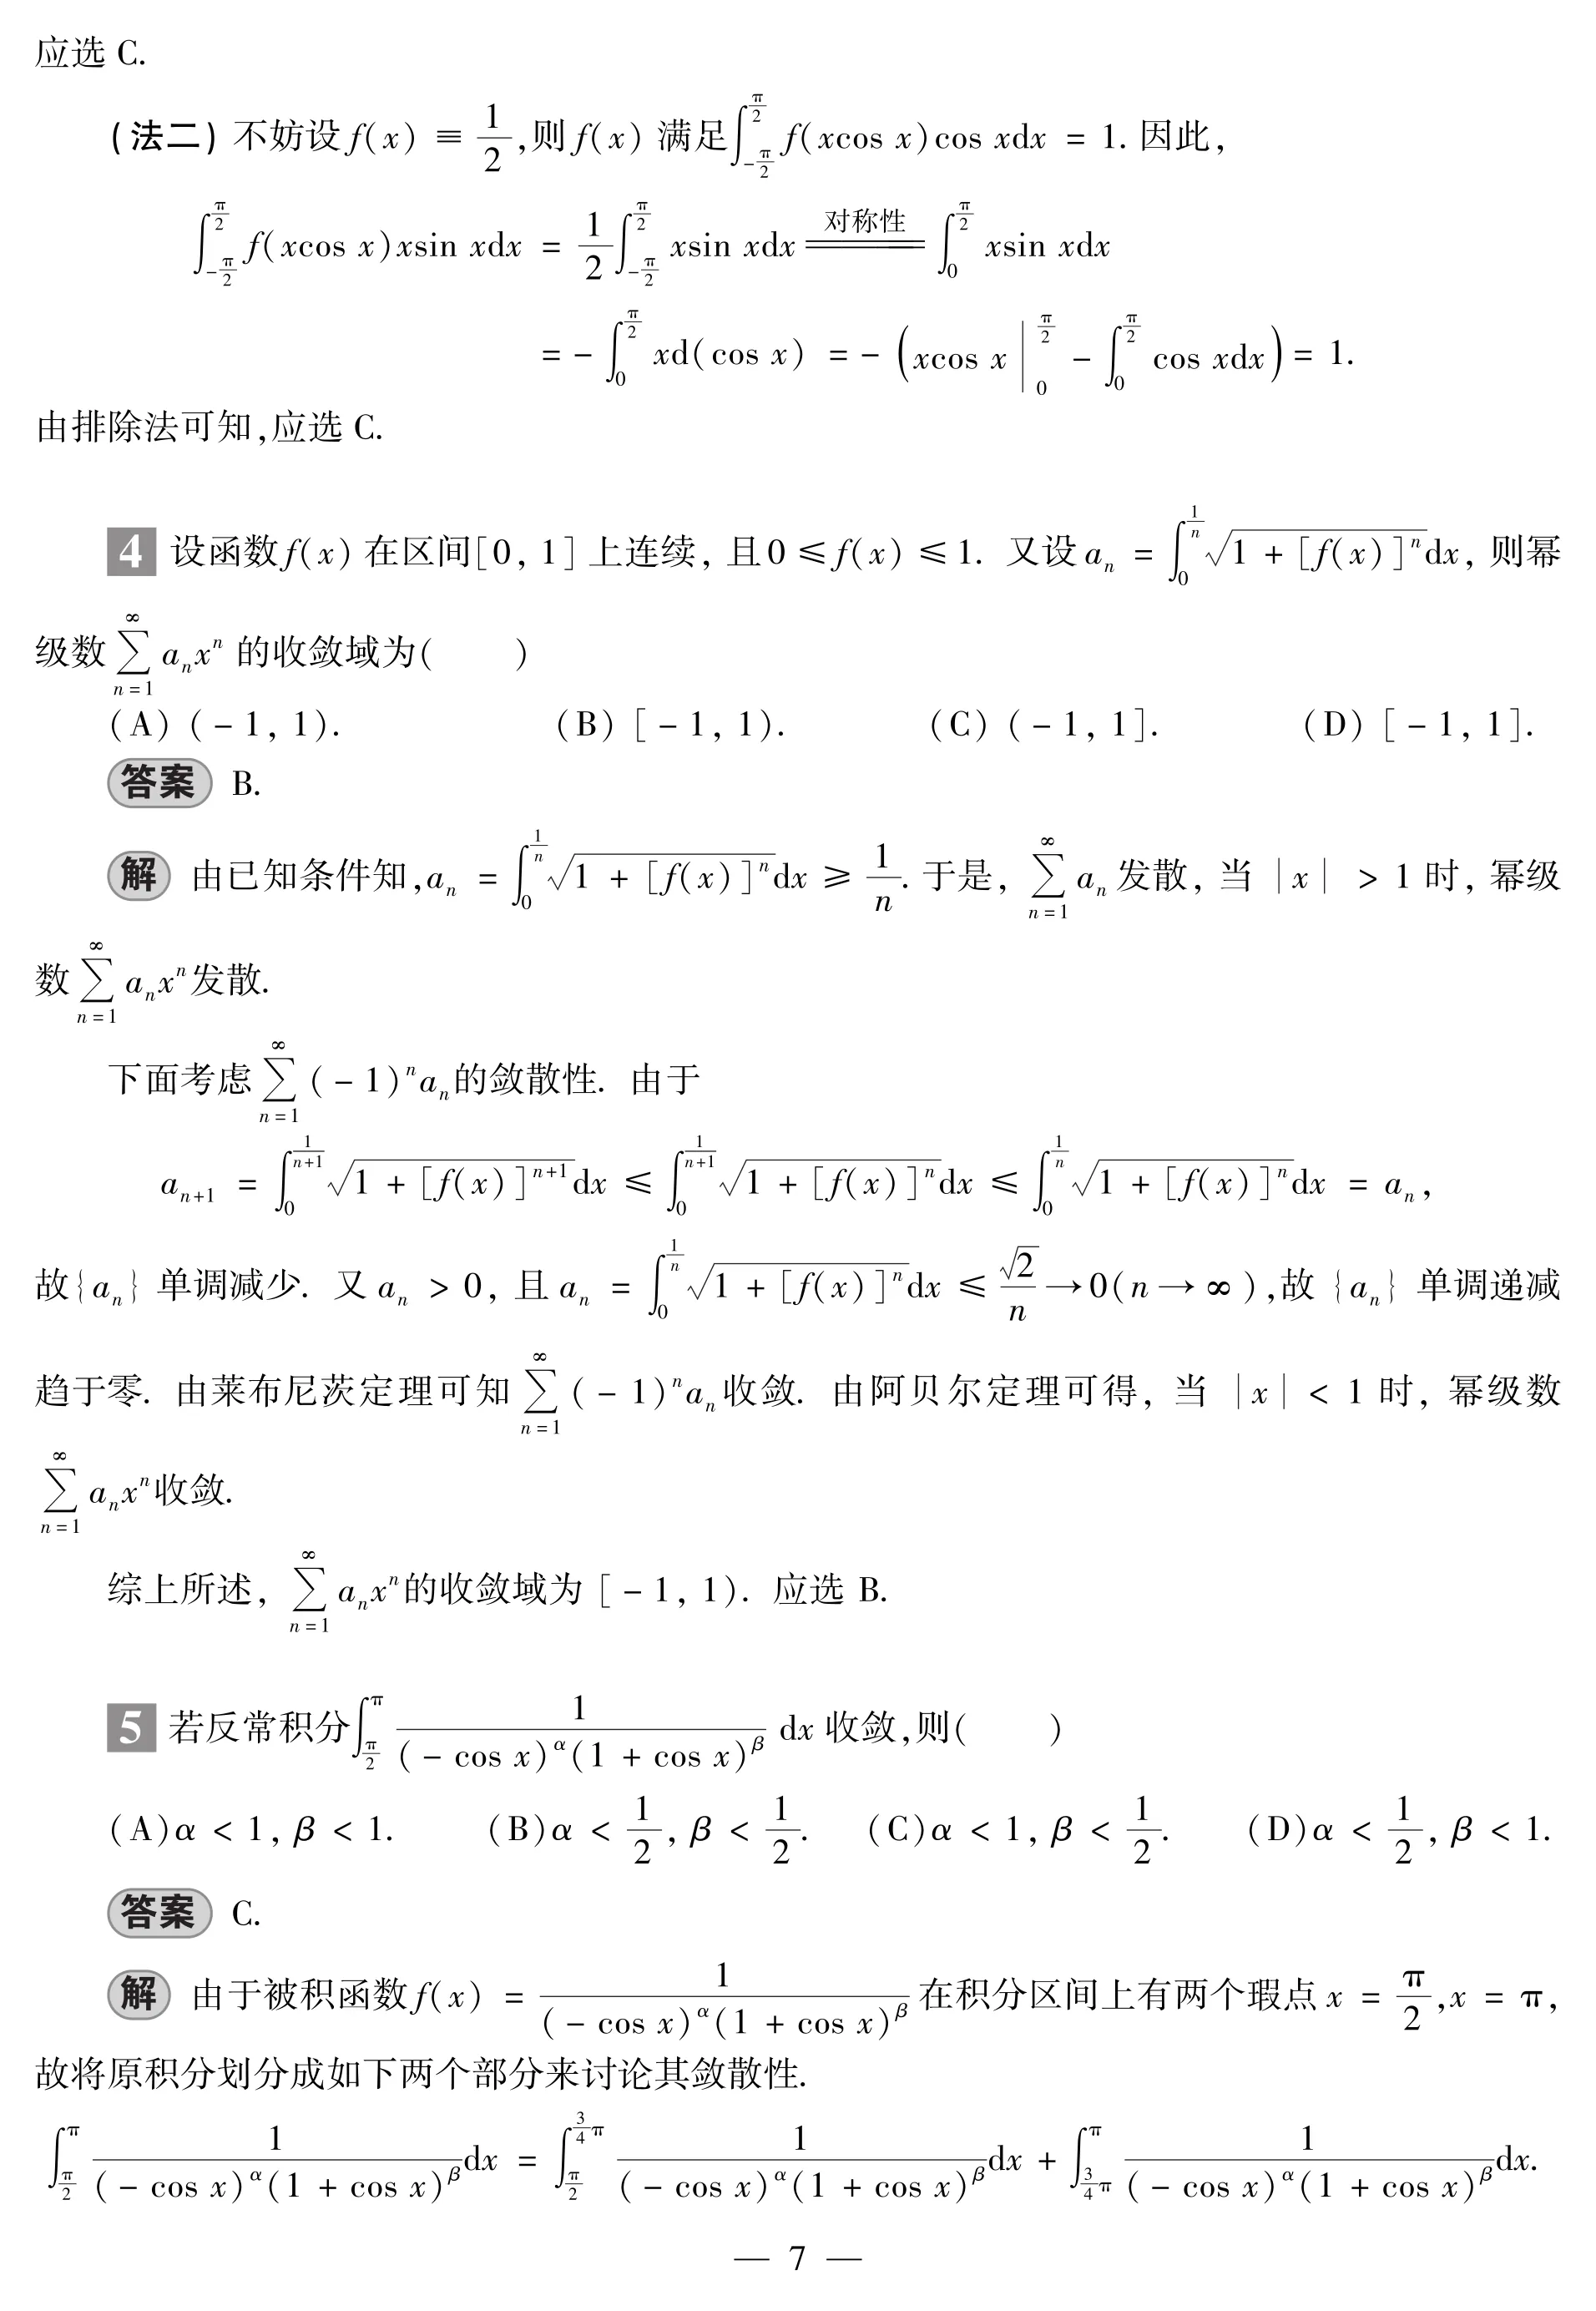 应选 C.
(法二) 不妨设 $f(x) \equiv \frac{1}{2}$,则 $f(x)$ 满足 $\int_{-\frac{\pi}{2}}^{\frac{\pi}{2}} f(x\cos x)\cos x\mathrm{d}x = 1$. 因此,
$\int_{-\frac{\pi}{2}}^{\frac{\pi}{2}} f(x\cos x)x\sin x\mathrm{d}x = \frac{1}{2}\int_{-\frac{\pi}{2}}^{\frac{\pi}{2}} x\sin x\mathrm{d}x \xlongequal{\text{对称性}} \int_{0}^{\frac{\pi}{2}} x\sin x\mathrm{d}x$
$= -\int_{0}^{\frac{\pi}{2}} x\mathrm{d}(\cos x) = -\left(x\cos x\Big|_{0}^{\frac{\pi}{2}} - \int_{0}^{\frac{\pi}{2}} \cos x\mathrm{d}x\right) = 1.$
由排除法可知,应选 C.
4 设函数 $f(x)$ 在区间 $[0, 1]$ 上连续, 且 $0 \leqslant f(x) \leqslant 1$. 又设 $a_n = \int_{0}^{\frac{1}{n}} \sqrt{1 + [f(x)]^n}\mathrm{d}x$, 则幂
级数 $\sum_{n=1}^{\infty} a_n x^n$ 的收敛域为( )
(A) $(-1, 1)$. (B) $[-1, 1)$. (C) $(-1, 1]$. (D) $[-1, 1]$.
答案 B.
解 由已知条件知, $a_n = \int_{0}^{\frac{1}{n}} \sqrt{1 + [f(x)]^n}\mathrm{d}x \geqslant \frac{1}{n}$. 于是, $\sum_{n=1}^{\infty} a_n$ 发散, 当 $|x| > 1$ 时, 幂级
数 $\sum_{n=1}^{\infty} a_n x^n$ 发散.
下面考虑 $\sum_{n=1}^{\infty} (-1)^n a_n$ 的敛散性. 由于
$a_{n+1} = \int_{0}^{\frac{1}{n+1}} \sqrt{1 + [f(x)]^{n+1}}\mathrm{d}x \leqslant \int_{0}^{\frac{1}{n+1}} \sqrt{1 + [f(x)]^n}\mathrm{d}x \leqslant \int_{0}^{\frac{1}{n}} \sqrt{1 + [f(x)]^n}\mathrm{d}x = a_n,$
故 $\{a_n\}$ 单调减少. 又 $a_n > 0$, 且 $a_n = \int_{0}^{\frac{1}{n}} \sqrt{1 + [f(x)]^n}\mathrm{d}x \leqslant \frac{\sqrt{2}}{n} \to 0 (n \to \infty)$,故 $\{a_n\}$ 单调递减
趋于零. 由莱布尼茨定理可知 $\sum_{n=1}^{\infty} (-1)^n a_n$ 收敛. 由阿贝尔定理可得, 当 $|x| < 1$ 时, 幂级数
$\sum_{n=1}^{\infty} a_n x^n$ 收敛.
综上所述, $\sum_{n=1}^{\infty} a_n x^n$ 的收敛域为 $[-1, 1)$. 应选 B.
5 若反常积分 $\int_{\frac{\pi}{2}}^{\pi} \frac{1}{(-\cos x)^{\alpha}(1 + \cos x)^{\beta}} \mathrm{d}x$ 收敛,则( )
(A) $\alpha < 1, \beta < 1$. (B) $\alpha < \frac{1}{2}, \beta < \frac{1}{2}$. (C) $\alpha < 1, \beta < \frac{1}{2}$. (D) $\alpha < \frac{1}{2}, \beta < 1$.
答案 C.
解 由于被积函数 $f(x) = \frac{1}{(-\cos x)^{\alpha}(1 + \cos x)^{\beta}}$ 在积分区间上有两个瑕点 $x = \frac{\pi}{2}, x = \pi$,
故将原积分划分成如下两个部分来讨论其敛散性.
$\int_{\frac{\pi}{2}}^{\pi} \frac{1}{(-\cos x)^{\alpha}(1 + \cos x)^{\beta}}\mathrm{d}x = \int_{\frac{\pi}{2}}^{\frac{3}{4}\pi} \frac{1}{(-\cos x)^{\alpha}(1 + \cos x)^{\beta}}\mathrm{d}x + \int_{\frac{3}{4}\pi}^{\pi} \frac{1}{(-\cos x)^{\alpha}(1 + \cos x)^{\beta}}\mathrm{d}x.$
— 7 —